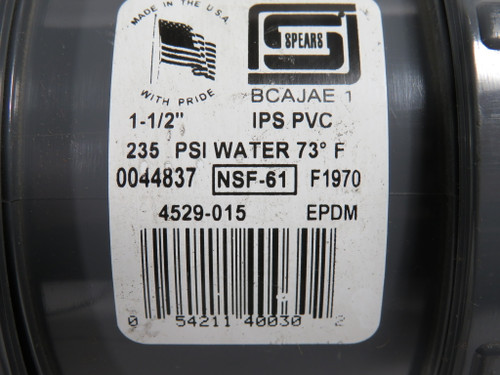 MADE IN THE U.S.A.
WITH PRIDE
SPEARS
BCAJAE 1
1-1/2" IPS PVC
235 PSI WATER 73° F
0044837 NSF-61 F1970
4529-015 EPDM
0 54211 40030 2